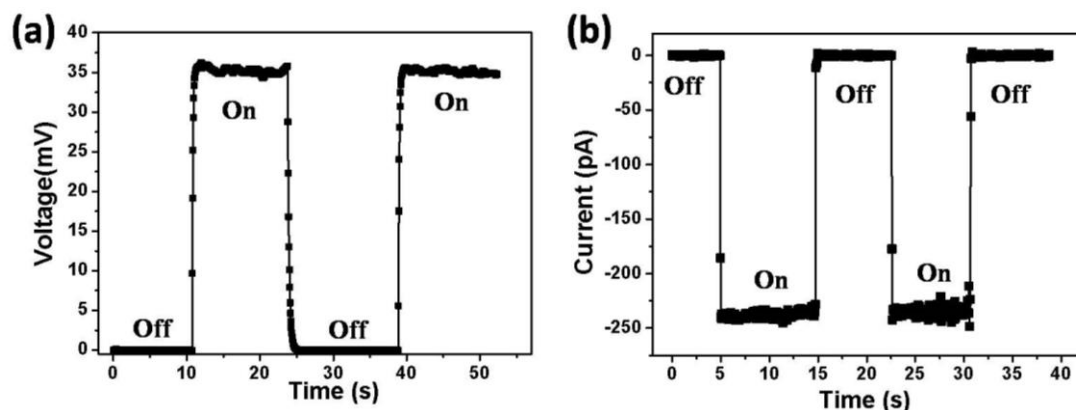 (a)
Voltage(mV)
40
35
30
25
20
15
10
5
0
On
On
Off
Off
0 10 20 30 40 50
Time (s)
(b)
Current (pA)
0
-50
-100
-150
-200
-250
Off
Off
Off
On
On
0 5 10 15 20 25 30 35 40
Time (s)